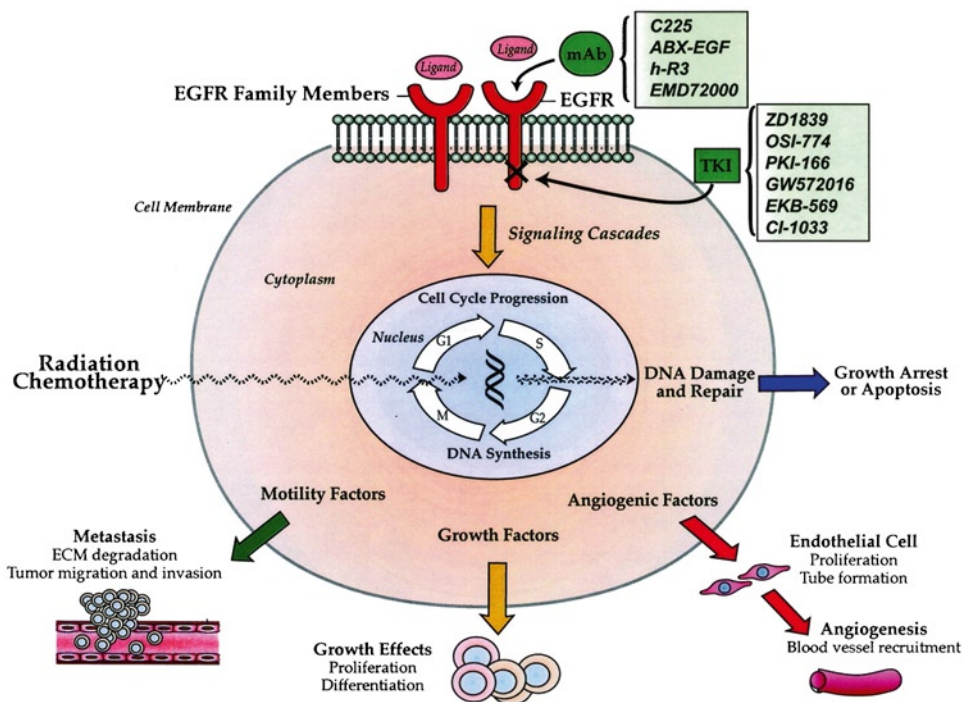 C225
ABX-EGF
h-R3
EMD72000
mAb
Ligand
Ligand
EGFR Family Members
EGFR
ZD1839
OSI-774
PKI-166
GW572016
EKB-569
CI-1033
TKI
Cell Membrane
Signaling Cascades
Cytoplasm
Cell Cycle Progression
Nucleus
G1
S
Radiation
Chemotherapy
DNA Damage
and Repair
Growth Arrest
or Apoptosis
M
G2
DNA Synthesis
Motility Factors
Angiogenic Factors
Growth Factors
Metastasis
ECM degradation
Tumor migration and invasion
Endothelial Cell
Proliferation
Tube formation
Growth Effects
Proliferation
Differentiation
Angiogenesis
Blood vessel recruitment